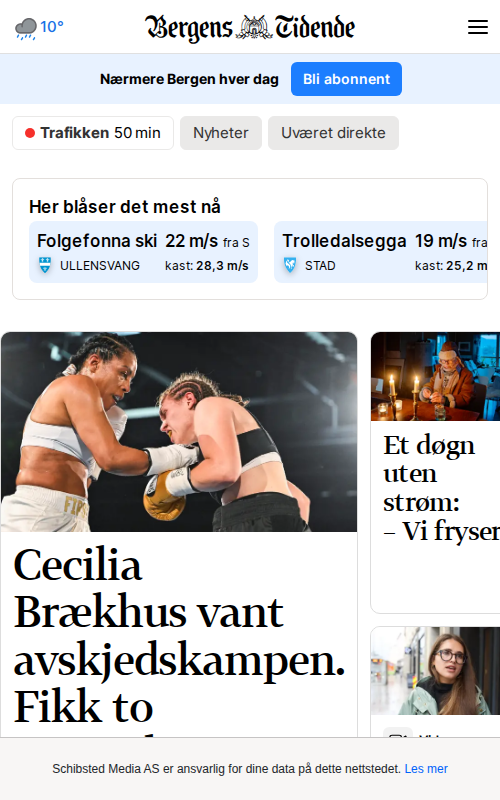 10°
Bergens Tidende
Nærmere Bergen hver dag
Bli abonnent
Trafikken 50 min
Nyheter
Uværet direkte
Her blåser det mest nå
Folgefonna ski 22 m/s fra S
ULLENSVANG kast: 28,3 m/s
Trolledalsegga 19 m/s fra
STAD kast: 25,2 m
Cecilia
Brækhus vant
avskjedskampen.
Fikk to
Et døgn
uten
strøm:
– Vi fryser
Schibsted Media AS er ansvarlig for dine data på dette nettstedet. Les mer